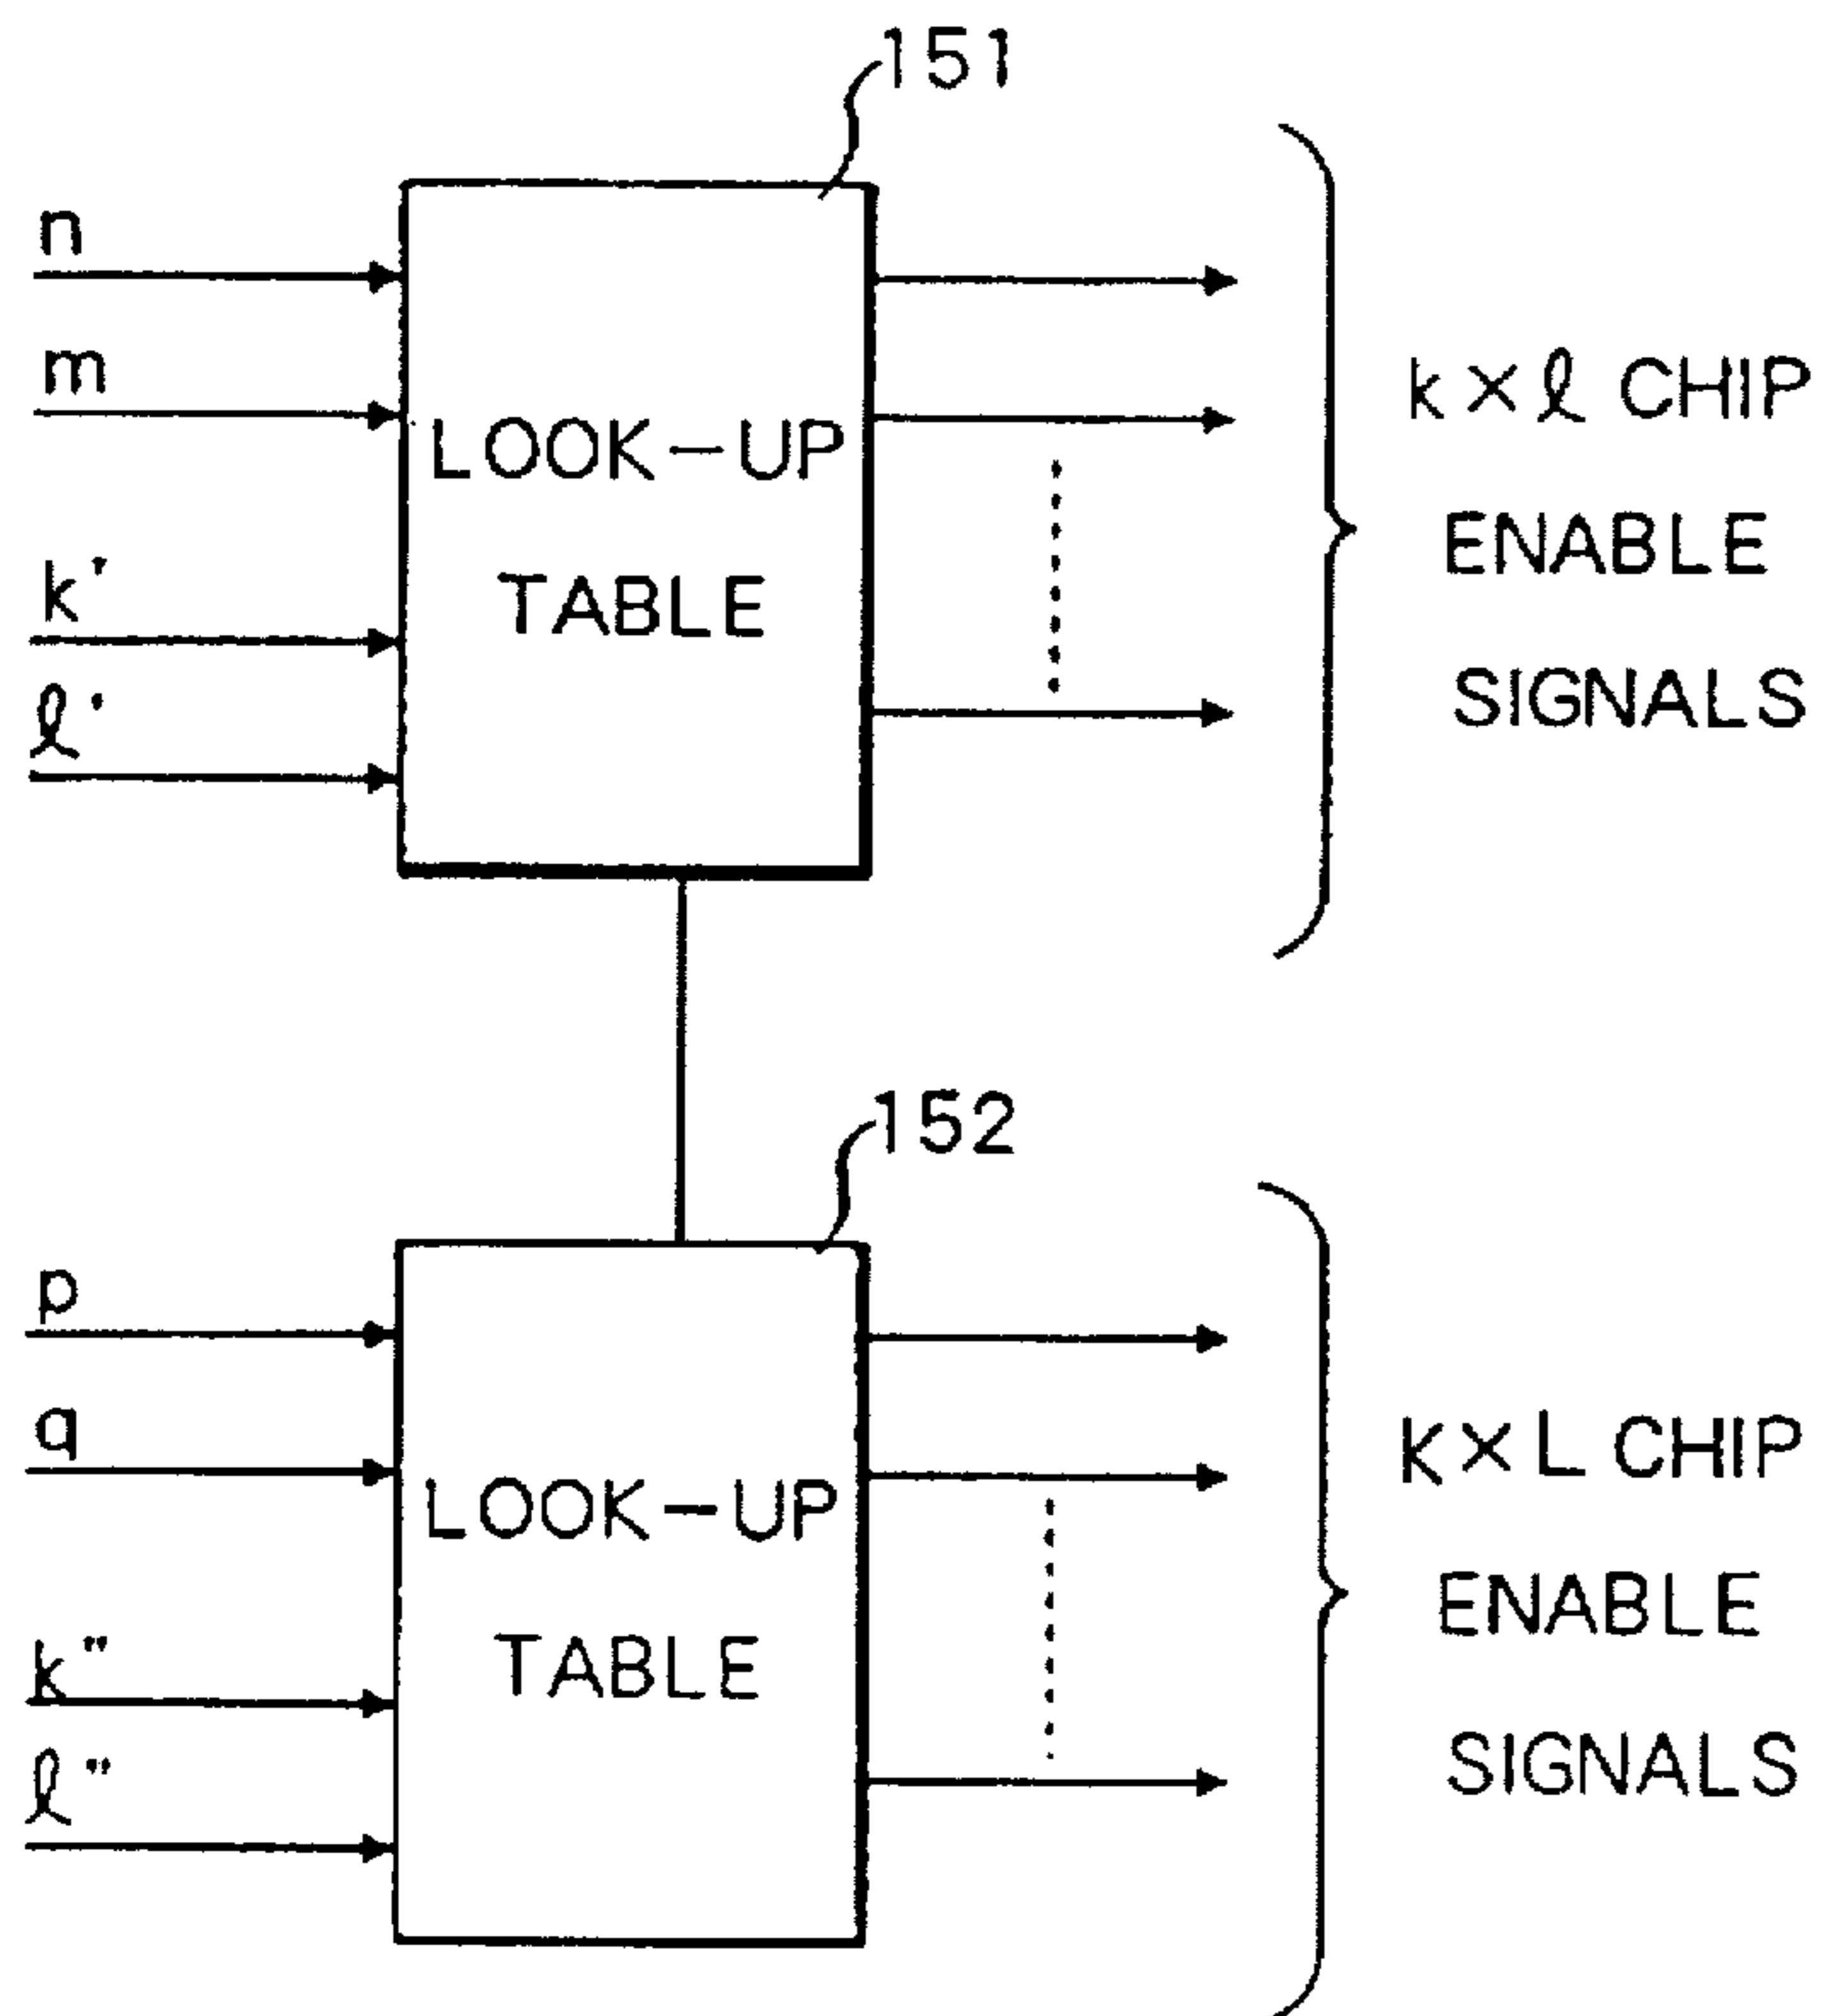 151
n
m
k'
ℓ'
LOOK-UP
TABLE
k×ℓ CHIP
ENABLE
SIGNALS
152
p
q
k"
ℓ"
LOOK-UP
TABLE
K×L CHIP
ENABLE
SIGNALS